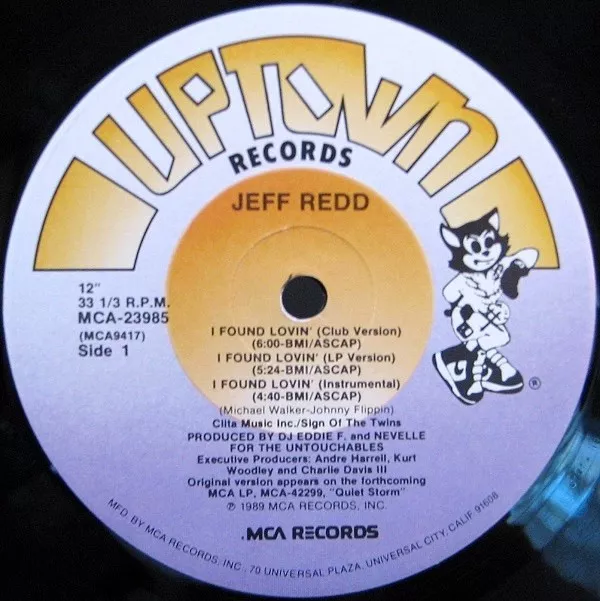 UPTOWN
RECORDS
JEFF REDD
12"
33 1/3 R.P.M.
MCA-23985
(MCA9417)
Side 1
I FOUND LOVIN' (Club Version)
(6:00-BMI/ASCAP)
I FOUND LOVIN' (LP Version)
(5:24-BMI/ASCAP)
I FOUND LOVIN' (Instrumental)
(4:40-BMI/ASCAP)
(Michael Walker-Johnny Flippin)
Clita Music Inc./Sign Of The Twins
PRODUCED BY DJ EDDIE F. and NEVELLE
FOR THE UNTOUCHABLES
Executive Producers: Andre Harrell, Kurt
Woodley and Charlie Davis III
Original version appears on the forthcoming
MCA LP, MCA-42299, "Quiet Storm"
℗ 1989 MCA RECORDS, INC.
®
.MCA RECORDS
MFD. BY MCA RECORDS, INC. · 70 UNIVERSAL PLAZA, UNIVERSAL CITY, CALIF. 91608